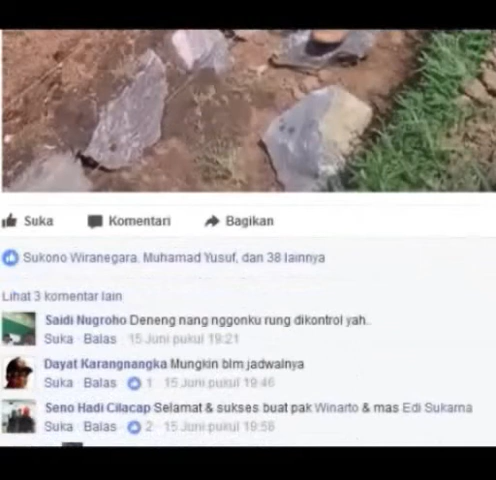 Suka Komentari Bagikan
Sukono Wiranegara, Muhamad Yusuf, dan 38 lainnya
Lihat 3 komentar lain
Saidi Nugroho Deneng nang nggonku rung dikontrol yah..
Suka · Balas · 15 Juni pukul 19:21
Dayat Karangnangka Mungkin blm jadwalnya
Suka · Balas · 1 · 15 Juni pukul 19:46
Seno Hadi Cilacap Selamat & sukses buat pak Winarto & mas Edi Sukarna
Suka · Balas · 2 · 15 Juni pukul 19:58